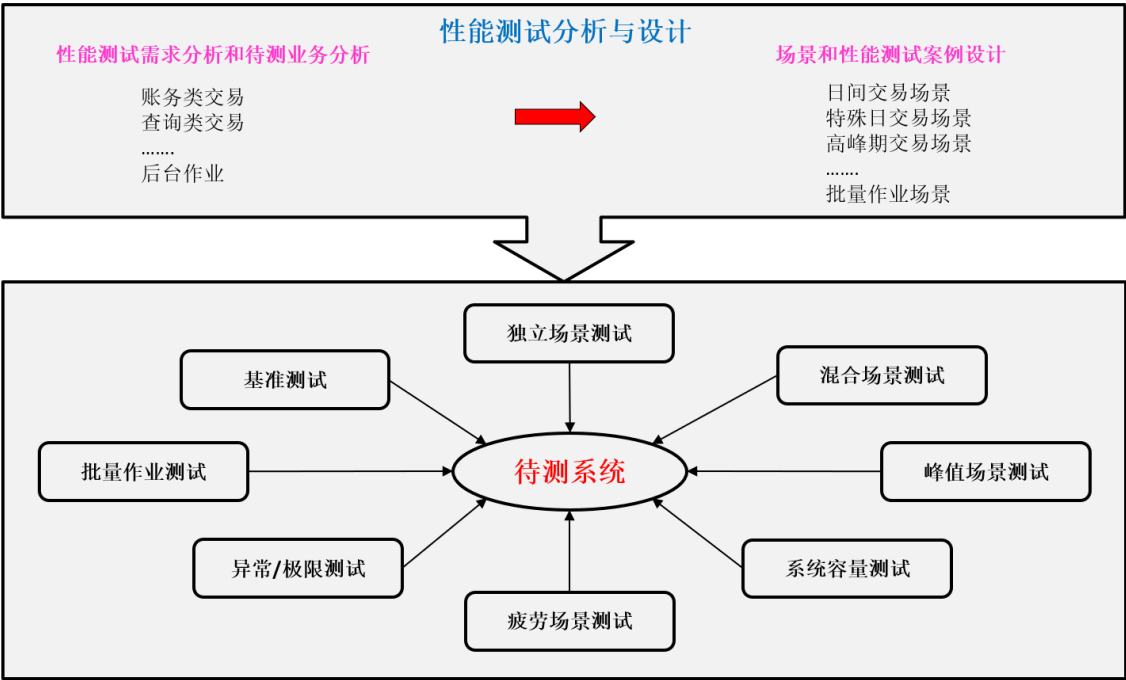 性能测试分析与设计
性能测试需求分析和待测业务分析
账务类交易
查询类交易
.......
后台作业
场景和性能测试案例设计
日间交易场景
特殊日交易场景
高峰期交易场景
.......
批量作业场景
独立场景测试
基准测试
混合场景测试
批量作业测试
待测系统
峰值场景测试
异常/极限测试
系统容量测试
疲劳场景测试